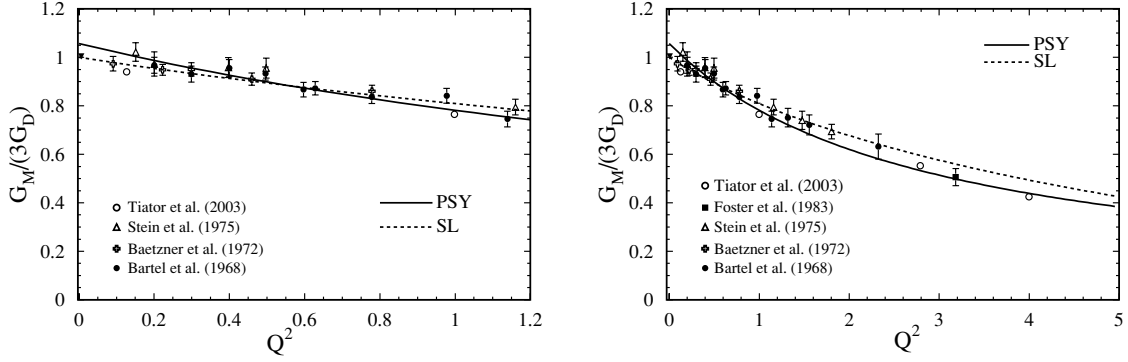 1.2
1
0.8
0.6
0.4
0.2
0
G_M/(3G_D)
PSY
SL
Tiator et al. (2003)
Stein et al. (1975)
Baetzner et al. (1972)
Bartel et al. (1968)
0 0.2 0.4 0.6 0.8 1 1.2
Q^2
1.2
1
0.8
0.6
0.4
0.2
0
G_M/(3G_D)
PSY
SL
Tiator et al. (2003)
Foster et al. (1983)
Stein et al. (1975)
Baetzner et al. (1972)
Bartel et al. (1968)
0 1 2 3 4 5
Q^2